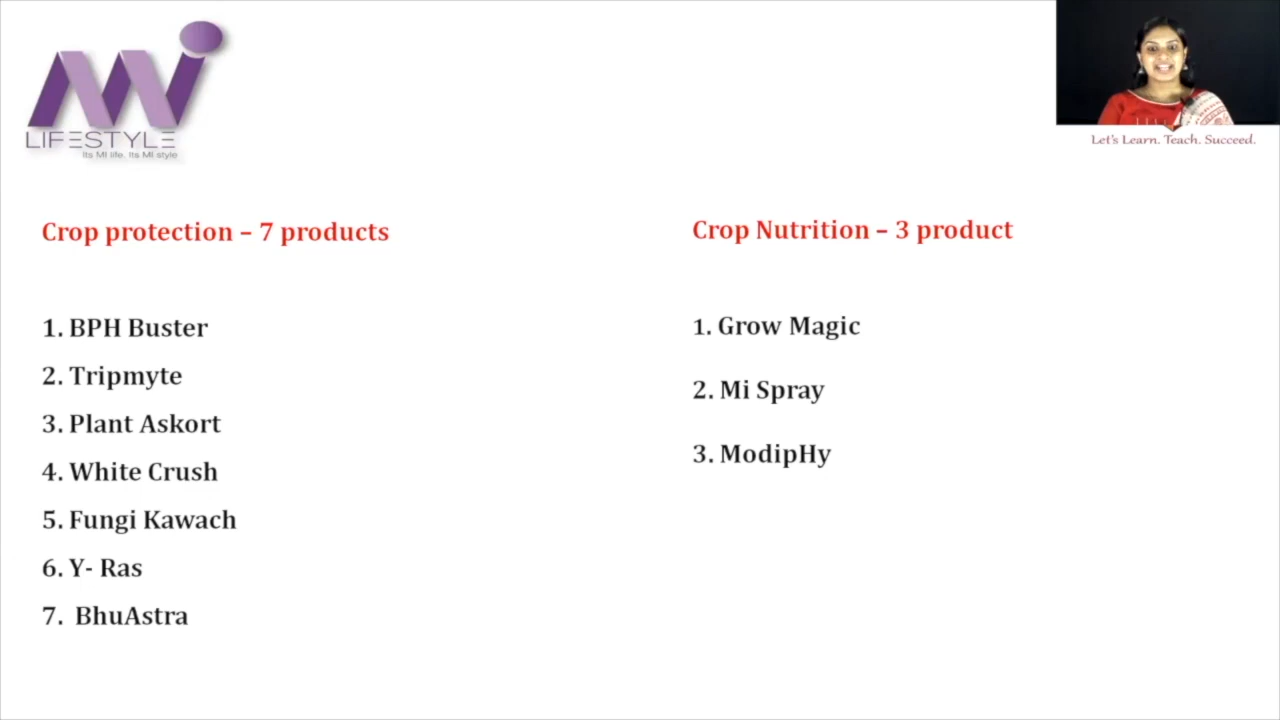 Mi
LIFESTYLE
Its MI life. Its MI style
Let's Learn. Teach. Succeed.
Crop protection – 7 products
1. BPH Buster
2. Tripmyte
3. Plant Askort
4. White Crush
5. Fungi Kawach
6. Y- Ras
7. BhuAstra
Crop Nutrition – 3 product
1. Grow Magic
2. Mi Spray
3. ModipHy